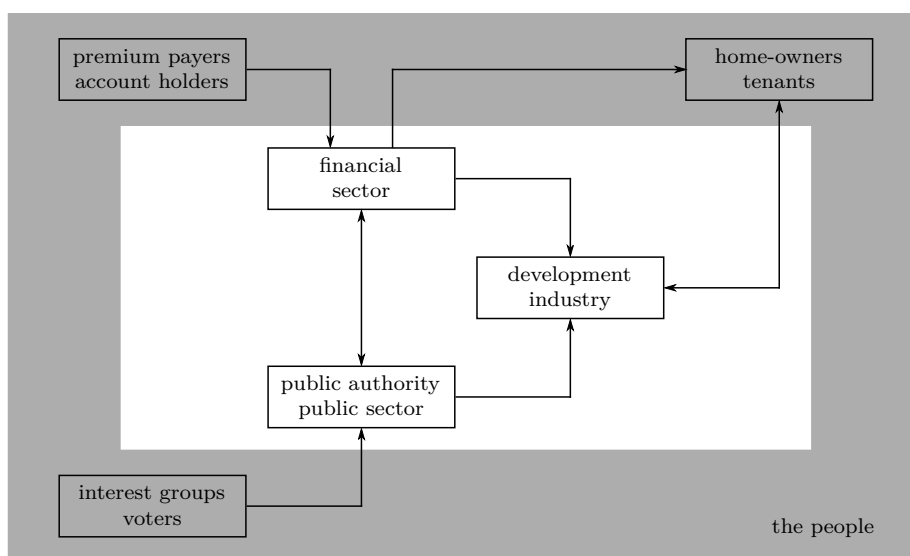 premium payers
account holders
home-owners
tenants
financial
sector
development
industry
public authority
public sector
interest groups
voters
the people